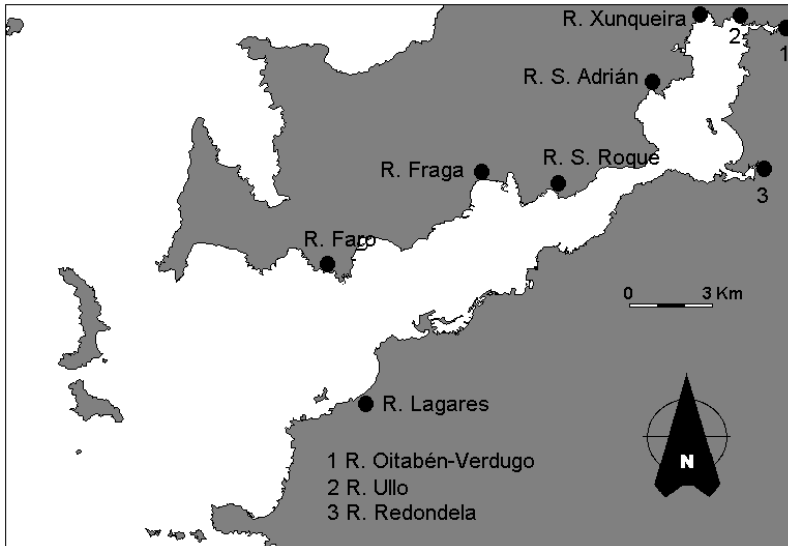 R. Xunqueira
2
1
R. S. Adrián
R. S. Roque
R. Fraga
3
R. Faro
0 3 Km
R. Lagares
1 R. Oitabén-Verdugo
2 R. Ullo
3 R. Redondela
N